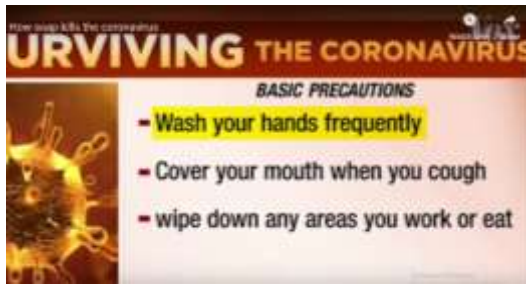 How soap kills the coronavirus
URVIVING THE CORONAVIRUS
BASIC PRECAUTIONS
- Wash your hands frequently
- Cover your mouth when you cough
- wipe down any areas you work or eat